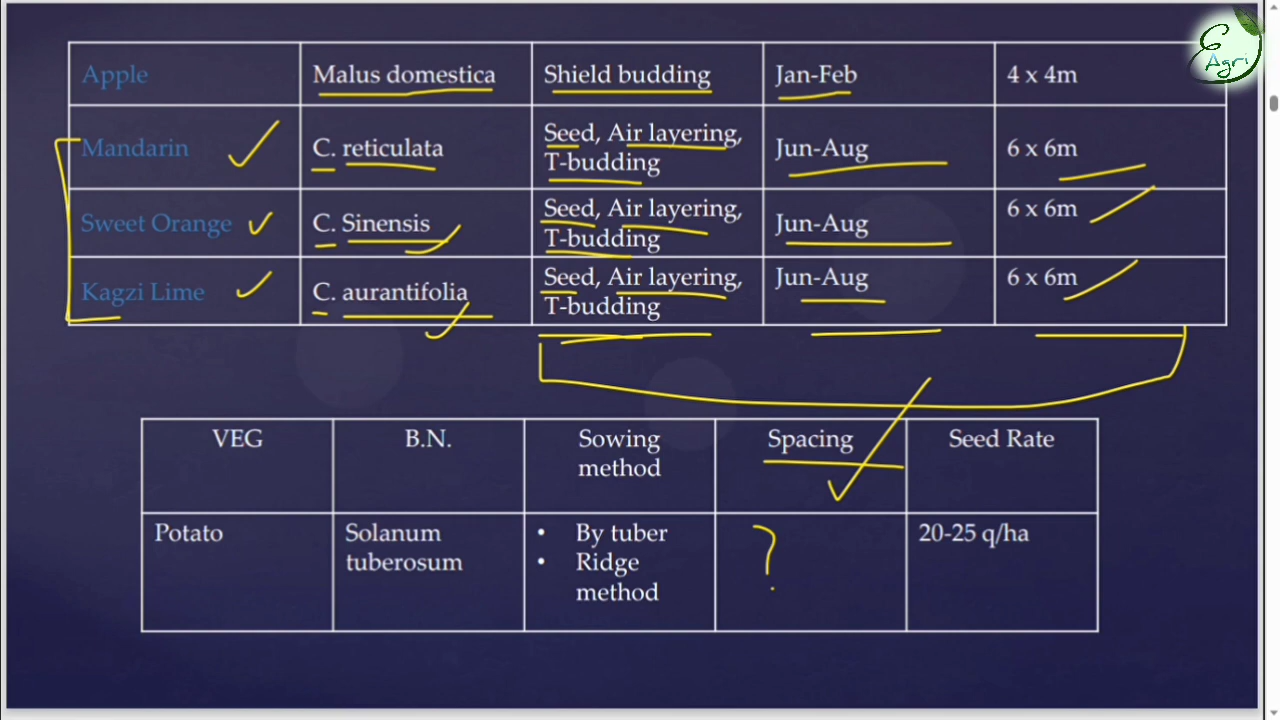 Apple
Malus domestica
Shield budding
Jan-Feb
4 x 4m
Mandarin
C. reticulata
Seed, Air layering,
T-budding
Jun-Aug
6 x 6m
Sweet Orange
C. Sinensis
Seed, Air layering,
T-budding
Jun-Aug
6 x 6m
Kagzi Lime
C. aurantifolia
Seed, Air layering,
T-budding
Jun-Aug
6 x 6m
VEG
B.N.
Sowing
method
Spacing
Seed Rate
Potato
Solanum
tuberosum
• By tuber
• Ridge
method
?
20-25 q/ha
E
Agri